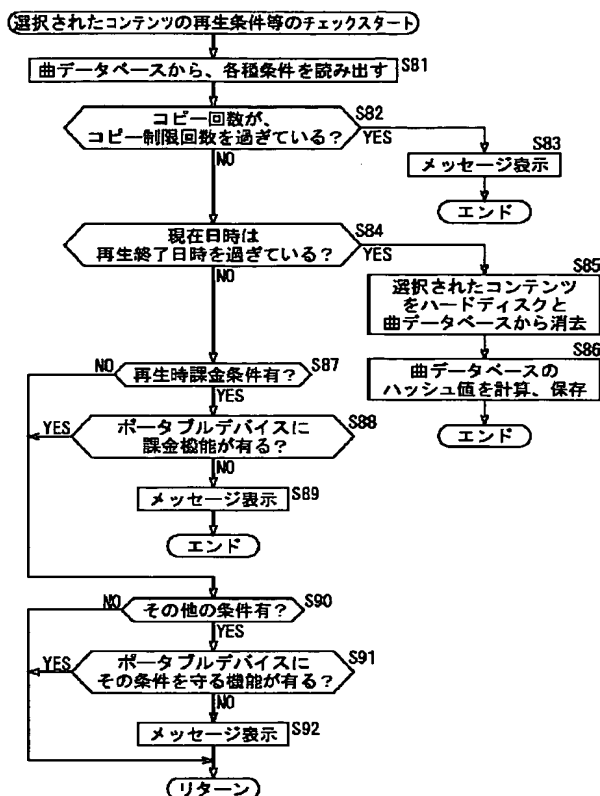 選択されたコンテンツの再生条件等のチェックスタート
曲データベースから、各種条件を読み出す
S81
コピー回数が、
コピー制限回数を過ぎている?
S82
YES
NO
S83
メッセージ表示
エンド
現在日時は
再生終了日時を過ぎている?
S84
YES
NO
S85
選択されたコンテンツ
をハードディスクと
曲データベースから消去
S86
曲データベースの
ハッシュ値を計算、保存
エンド
NO
再生時課金条件有?
S87
YES
YES
ポータブルデバイスに
課金機能が有る?
S88
NO
メッセージ表示
S89
エンド
NO
その他の条件有?
S90
YES
YES
ポータブルデバイスに
その条件を守る機能が有る?
S91
NO
メッセージ表示
S92
リターン